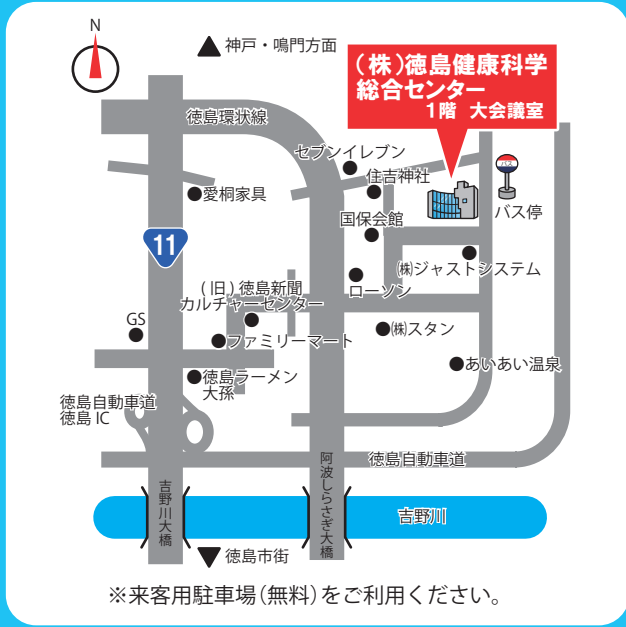 N
神戸・鳴門方面
(株)徳島健康科学
総合センター
1階 大会議室
徳島環状線
セブンイレブン
住吉神社
バス
バス停
愛桐家具
国保会館
11
㈱ジャストシステム
(旧)徳島新聞
カルチャーセンター
ローソン
GS
ファミリーマート
㈱スタン
あいあい温泉
徳島ラーメン
大孫
徳島自動車道
徳島 IC
徳島自動車道
吉野川大橋
阿波しらさぎ大橋
吉野川
徳島市街
※来客用駐車場(無料)をご利用ください。